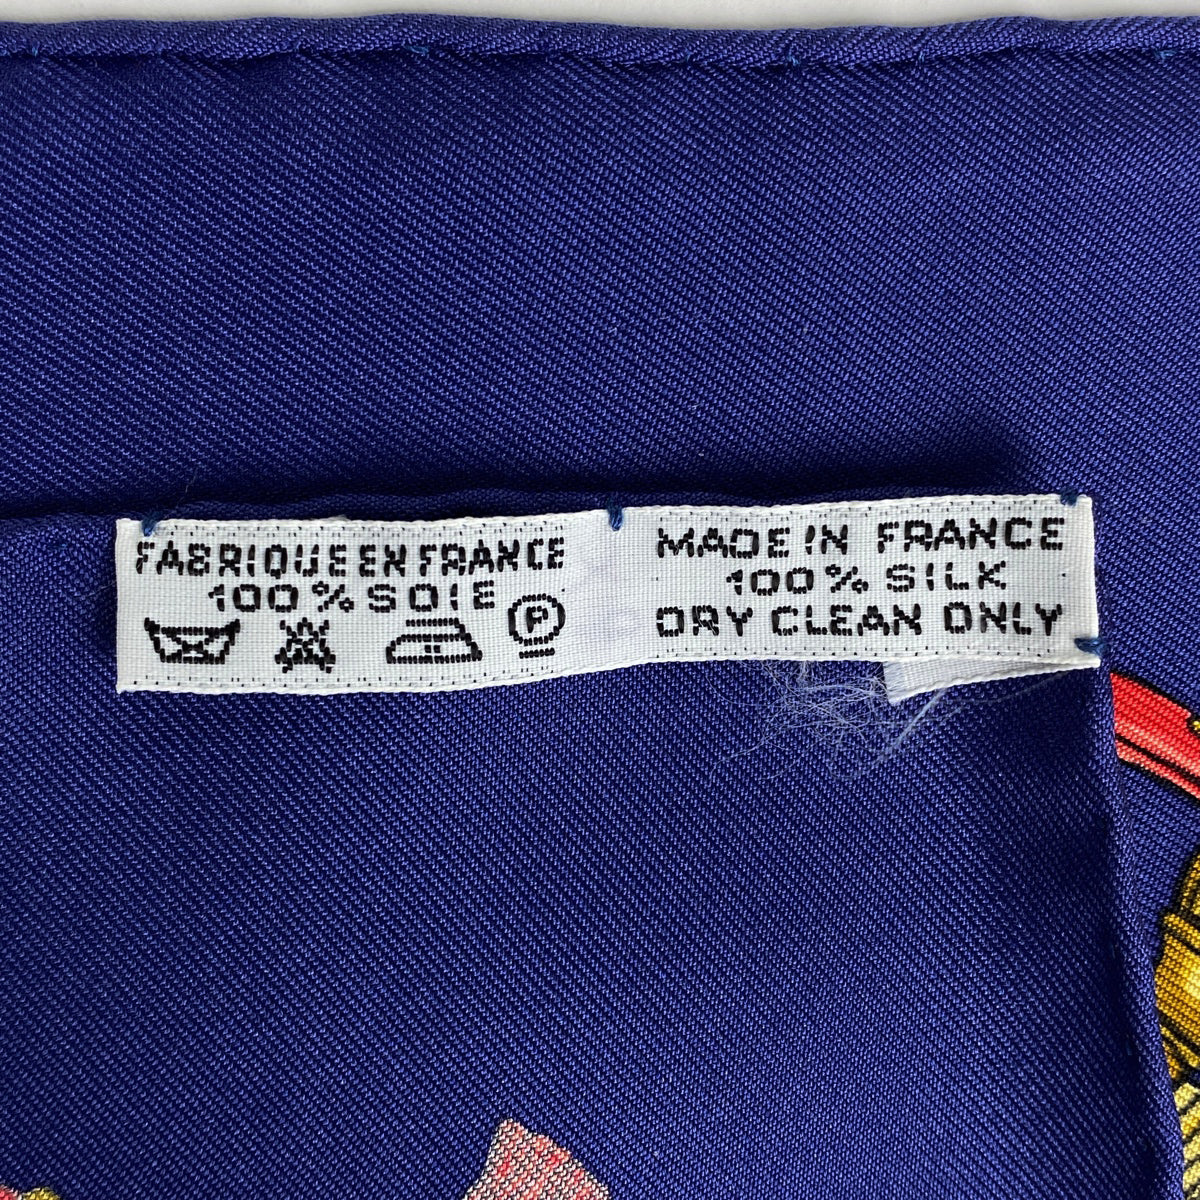 FABRIQUE EN FRANCE
100% SOIE
P
MADE IN FRANCE
100% SILK
DRY CLEAN ONLY